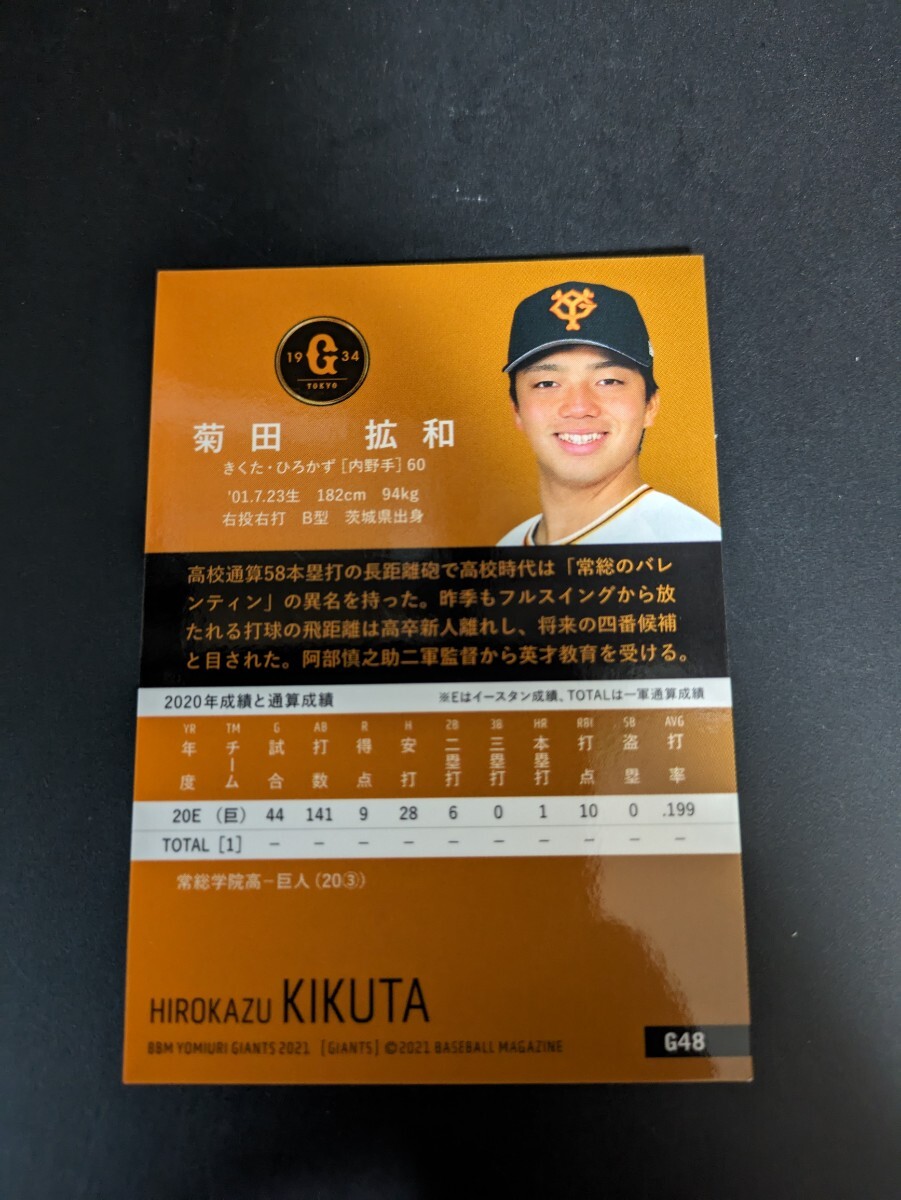 19 G 34
TOKYO
YG
菊田 拡和
きくた・ひろかず［内野手］60
'01.7.23生 182cm 94kg
右投右打 B型 茨城県出身
高校通算58本塁打の長距離砲で高校時代は「常総のバレ
ンティン」の異名を持った。昨季もフルスイングから放
たれる打球の飛距離は高卒新人離れし、将来の四番候補
と目された。阿部慎之助二軍監督から英才教育を受ける。
2020年成績と通算成績 ※Eはイースタン成績。TOTALは一軍通算成績
YR TM G AB R H 2B 3B HR RBI SB AVG
年度 チーム 試合 打数 得点 安打 二塁打 三塁打 本塁打 打点 盗塁 打率
20E （巨） 44 141 9 28 6 0 1 10 0 .199
TOTAL ［1］ － － － － － － － － － －
常総学院高－巨人（20③）
HIROKAZU KIKUTA
BBM YOMIURI GIANTS 2021 ［GIANTS］ ©2021 BASEBALL MAGAZINE
G48